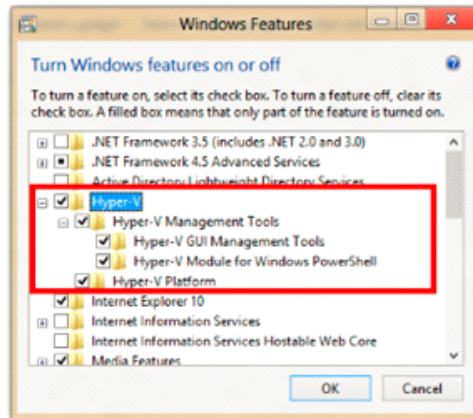 Windows Features
Turn Windows features on or off
To turn a feature on, select its check box. To turn a feature off, clear its
check box. A filled box means that only part of the feature is turned on.
.NET Framework 3.5 (includes .NET 2.0 and 3.0)
.NET Framework 4.5 Advanced Services
Active Directory Lightweight Directory Services
Hyper-V
Hyper-V Management Tools
Hyper-V GUI Management Tools
Hyper-V Module for Windows PowerShell
Hyper-V Platform
Internet Explorer 10
Internet Information Services
Internet Information Services Hostable Web Core
Media Features
OK Cancel